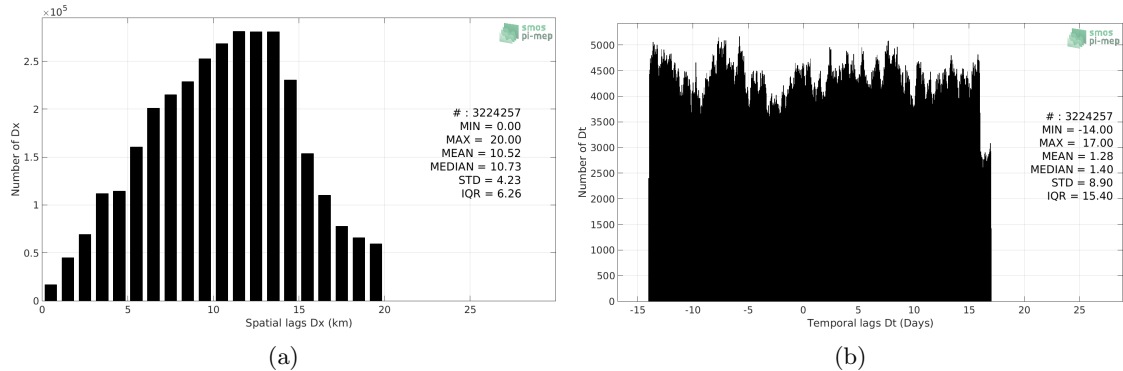 ×10⁵
smos
pi-mep
2.5
2
1.5
1
0.5
0
Number of Dx
# : 3224257
MIN = 0.00
MAX = 20.00
MEAN = 10.52
MEDIAN = 10.73
STD = 4.23
IQR = 6.26
0 5 10 15 20 25
Spatial lags Dx (km)
(a)
smos
pi-mep
5000
4500
4000
3500
3000
2500
2000
1500
1000
500
0
Number of Dt
# : 3224257
MIN = -14.00
MAX = 17.00
MEAN = 1.28
MEDIAN = 1.40
STD = 8.90
IQR = 15.40
-15 -10 -5 0 5 10 15 20 25
Temporal lags Dt (Days)
(b)